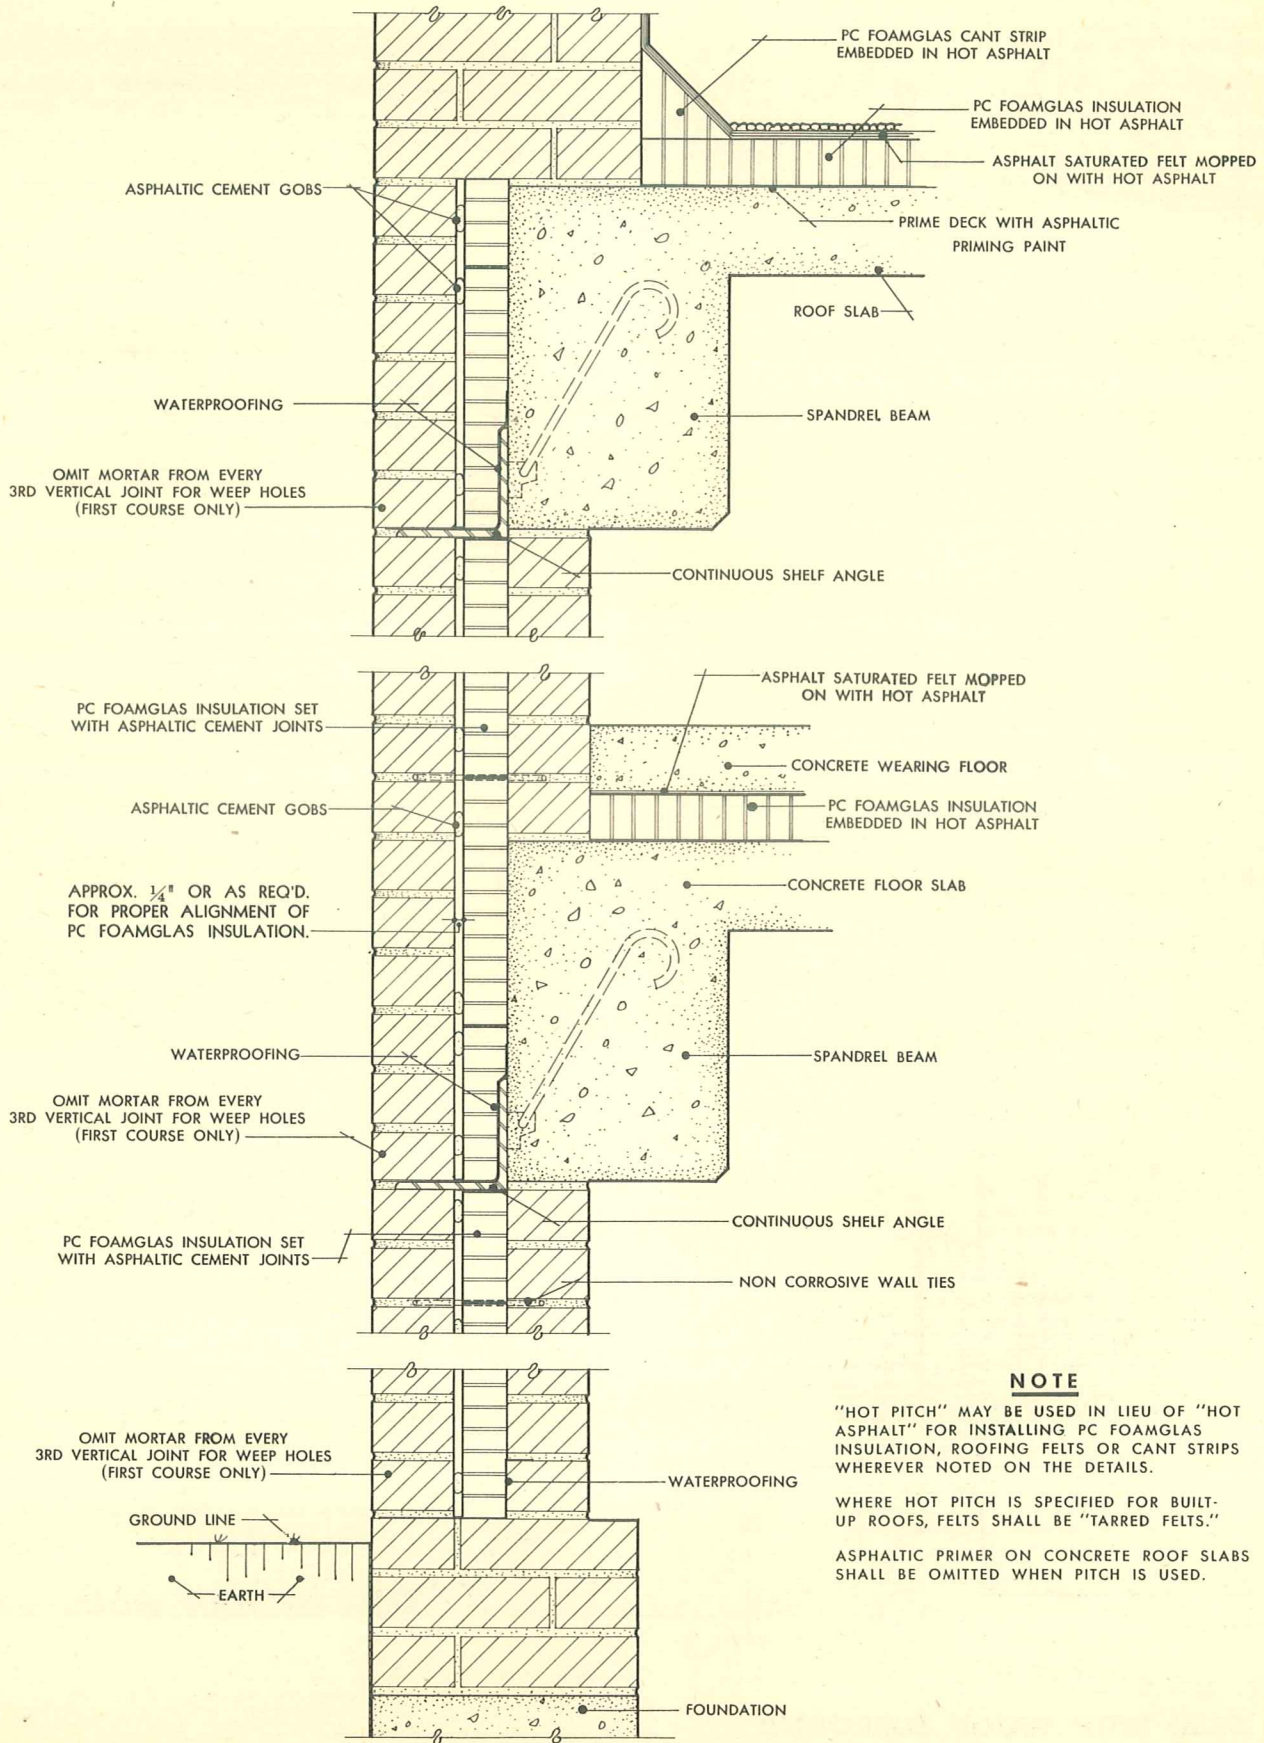 PC FOAMGLAS CANT STRIP
EMBEDDED IN HOT ASPHALT
PC FOAMGLAS INSULATION
EMBEDDED IN HOT ASPHALT
ASPHALT SATURATED FELT MOPPED
ON WITH HOT ASPHALT
ASPHALTIC CEMENT GOBS
PRIME DECK WITH ASPHALTIC
PRIMING PAINT
ROOF SLAB
WATERPROOFING
SPANDREL BEAM
OMIT MORTAR FROM EVERY
3RD VERTICAL JOINT FOR WEEP HOLES
(FIRST COURSE ONLY)
CONTINUOUS SHELF ANGLE
ASPHALT SATURATED FELT MOPPED
ON WITH HOT ASPHALT
PC FOAMGLAS INSULATION SET
WITH ASPHALTIC CEMENT JOINTS
CONCRETE WEARING FLOOR
ASPHALTIC CEMENT GOBS
PC FOAMGLAS INSULATION
EMBEDDED IN HOT ASPHALT
APPROX. 1/4" OR AS REQ'D.
FOR PROPER ALIGNMENT OF
PC FOAMGLAS INSULATION.
CONCRETE FLOOR SLAB
WATERPROOFING
SPANDREL BEAM
OMIT MORTAR FROM EVERY
3RD VERTICAL JOINT FOR WEEP HOLES
(FIRST COURSE ONLY)
CONTINUOUS SHELF ANGLE
PC FOAMGLAS INSULATION SET
WITH ASPHALTIC CEMENT JOINTS
NON CORROSIVE WALL TIES
OMIT MORTAR FROM EVERY
3RD VERTICAL JOINT FOR WEEP HOLES
(FIRST COURSE ONLY)
WATERPROOFING
GROUND LINE
EARTH
FOUNDATION
NOTE
"HOT PITCH" MAY BE USED IN LIEU OF "HOT
ASPHALT" FOR INSTALLING PC FOAMGLAS
INSULATION, ROOFING FELTS OR CANT STRIPS
WHEREVER NOTED ON THE DETAILS.
WHERE HOT PITCH IS SPECIFIED FOR BUILT-
UP ROOFS, FELTS SHALL BE "TARRED FELTS."
ASPHALTIC PRIMER ON CONCRETE ROOF SLABS
SHALL BE OMITTED WHEN PITCH IS USED.